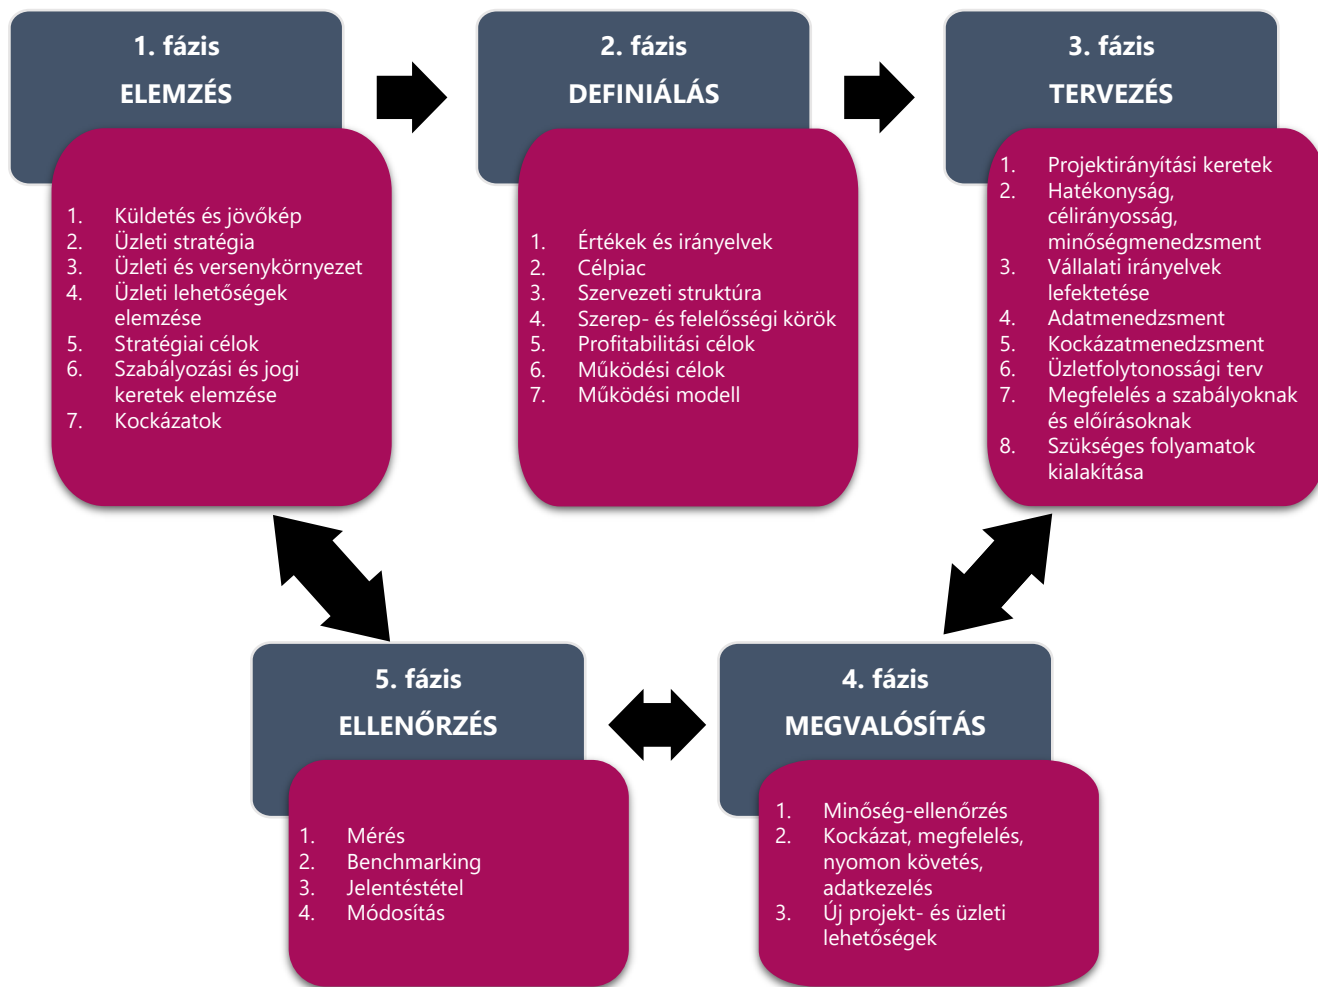 1. fázis
ELEMZÉS
1. Küldetés és jövőkép
2. Üzleti stratégia
3. Üzleti és versenykörnyezet
4. Üzleti lehetőségek
elemzése
5. Stratégiai célok
6. Szabályozási és jogi
keretek elemzése
7. Kockázatok
2. fázis
DEFINIÁLÁS
1. Értékek és irányelvek
2. Célpiac
3. Szervezeti struktúra
4. Szerep- és felelősségi körök
5. Profitabilitási célok
6. Működési célok
7. Működési modell
3. fázis
TERVEZÉS
1. Projektirányítási keretek
2. Hatékonyság,
célirányosság,
minőségmenedzsment
3. Vállalati irányelvek
lefektetése
4. Adatmenedzsment
5. Kockázatmenedzsment
6. Üzletfolytonossági terv
7. Megfelelés a szabályoknak
és előírásoknak
8. Szükséges folyamatok
kialakítása
5. fázis
ELLENŐRZÉS
1. Mérés
2. Benchmarking
3. Jelentéstétel
4. Módosítás
4. fázis
MEGVALÓSÍTÁS
1. Minőség-ellenőrzés
2. Kockázat, megfelelés,
nyomon követés,
adatkezelés
3. Új projekt- és üzleti
lehetőségek